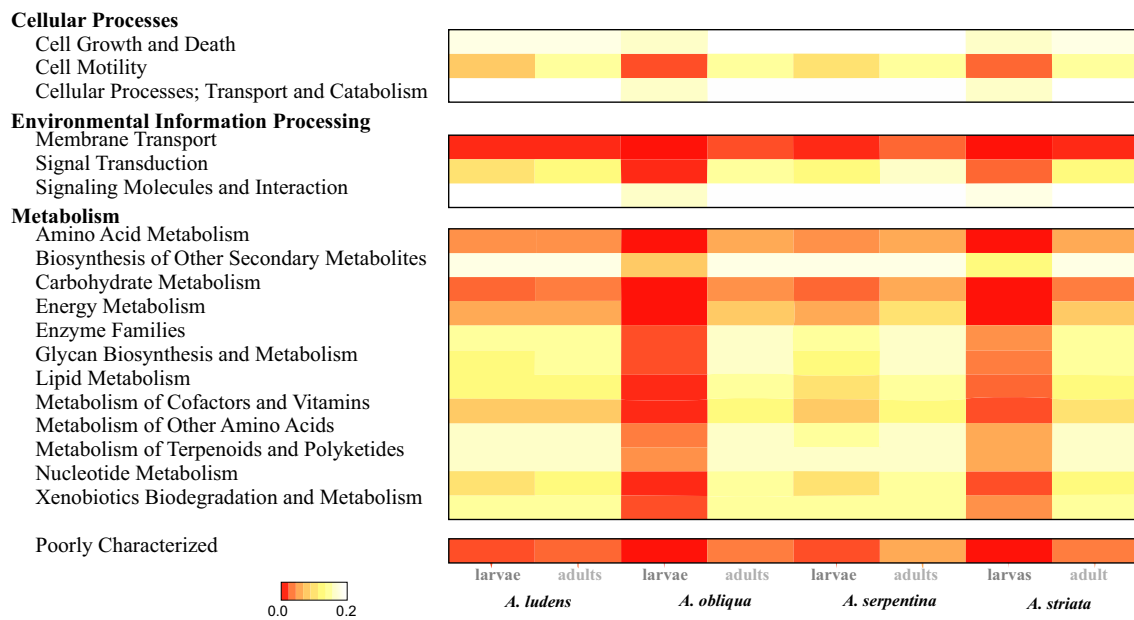 Cellular Processes
Cell Growth and Death
Cell Motility
Cellular Processes; Transport and Catabolism
Environmental Information Processing
Membrane Transport
Signal Transduction
Signaling Molecules and Interaction
Metabolism
Amino Acid Metabolism
Biosynthesis of Other Secondary Metabolites
Carbohydrate Metabolism
Energy Metabolism
Enzyme Families
Glycan Biosynthesis and Metabolism
Lipid Metabolism
Metabolism of Cofactors and Vitamins
Metabolism of Other Amino Acids
Metabolism of Terpenoids and Polyketides
Nucleotide Metabolism
Xenobiotics Biodegradation and Metabolism
Poorly Characterized
larvae adults larvae adults larvae adults larvas adult
A. ludens A. obliqua A. serpentina A. striata
0.0 0.2